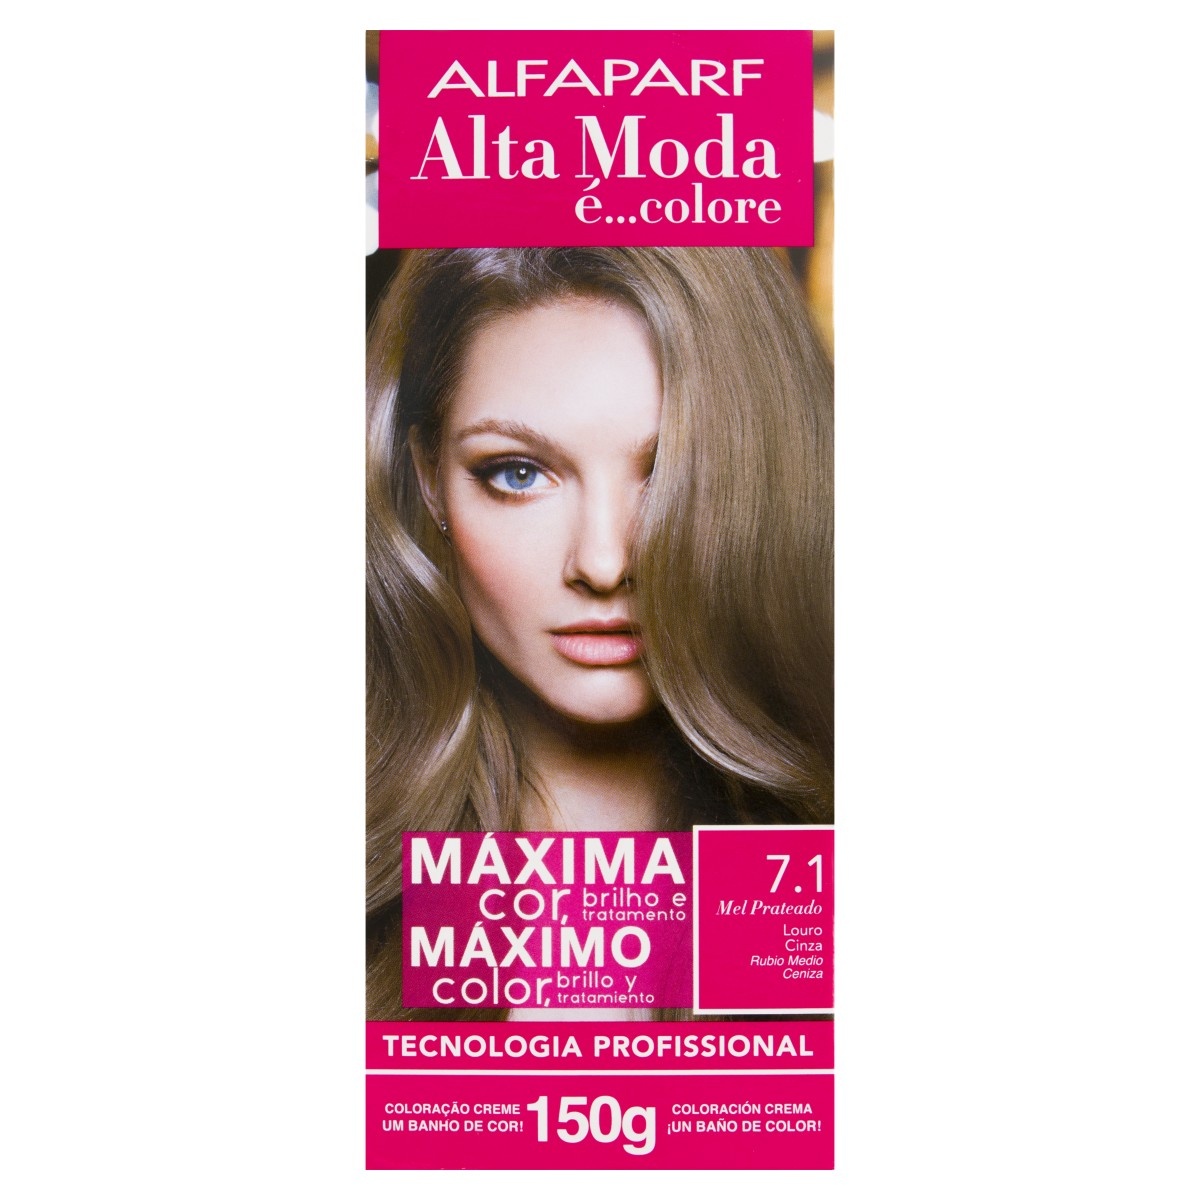 ALFAPARF
Alta Moda
é...colore
MÁXIMA
cor, brilho e
tratamento
MÁXIMO
color, brillo y
tratamiento
7.1
Mel Prateado
Louro
Cinza
Rubio Medio
Ceniza
TECNOLOGIA PROFISSIONAL
COLORAÇÃO CREME
UM BANHO DE COR!
150g
COLORACIÓN CREMA
¡UN BAÑO DE COLOR!